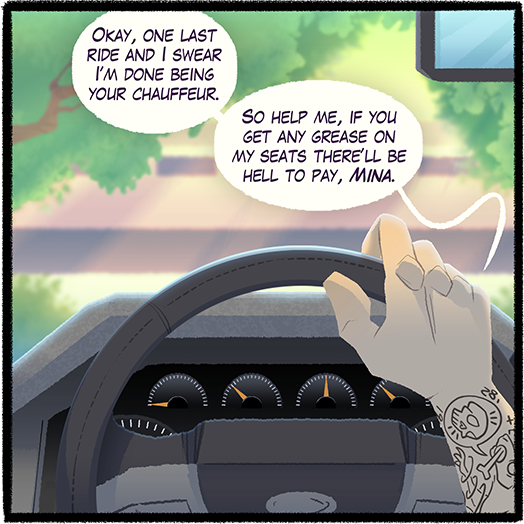 Okay, one last
ride and I swear
I'm done being
your chauffeur.
So help me, if you
get any grease on
my seats there'll be
hell to pay, Mina.